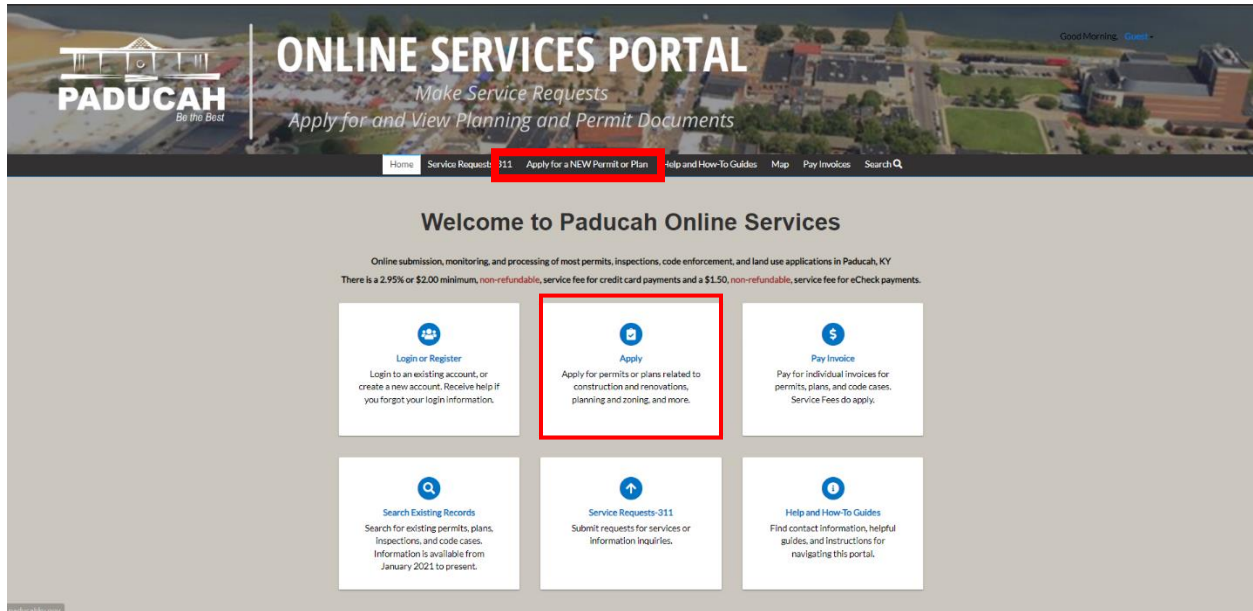 PADUCAH
Be the Best
ONLINE SERVICES PORTAL
Make Service Requests
Apply for and View Planning and Permit Documents
Good Morning, Guest
Home Service Requests-311 Apply for a NEW Permit or Plan Help and How-To Guides Map Pay Invoices Search
Welcome to Paducah Online Services
Online submission, monitoring, and processing of most permits, inspections, code enforcement, and land use applications in Paducah, KY
There is a 2.95% or $2.00 minimum, non-refundable, service fee for credit card payments and a $1.50, non-refundable, service fee for eCheck payments.
Login or Register
Login to an existing account, or
create a new account. Receive help if
you forgot your login information.
Apply
Apply for permits or plans related to
construction and renovations,
planning and zoning, and more.
Pay Invoice
Pay for individual invoices for
permits, plans, and code cases.
Service Fees do apply.
Search Existing Records
Search for existing permits, plans,
inspections, and code cases.
Information is available from
January 2021 to present.
Service Requests-311
Submit requests for services or
information inquiries.
Help and How-To Guides
Find contact information, helpful
guides, and instructions for
navigating this portal.